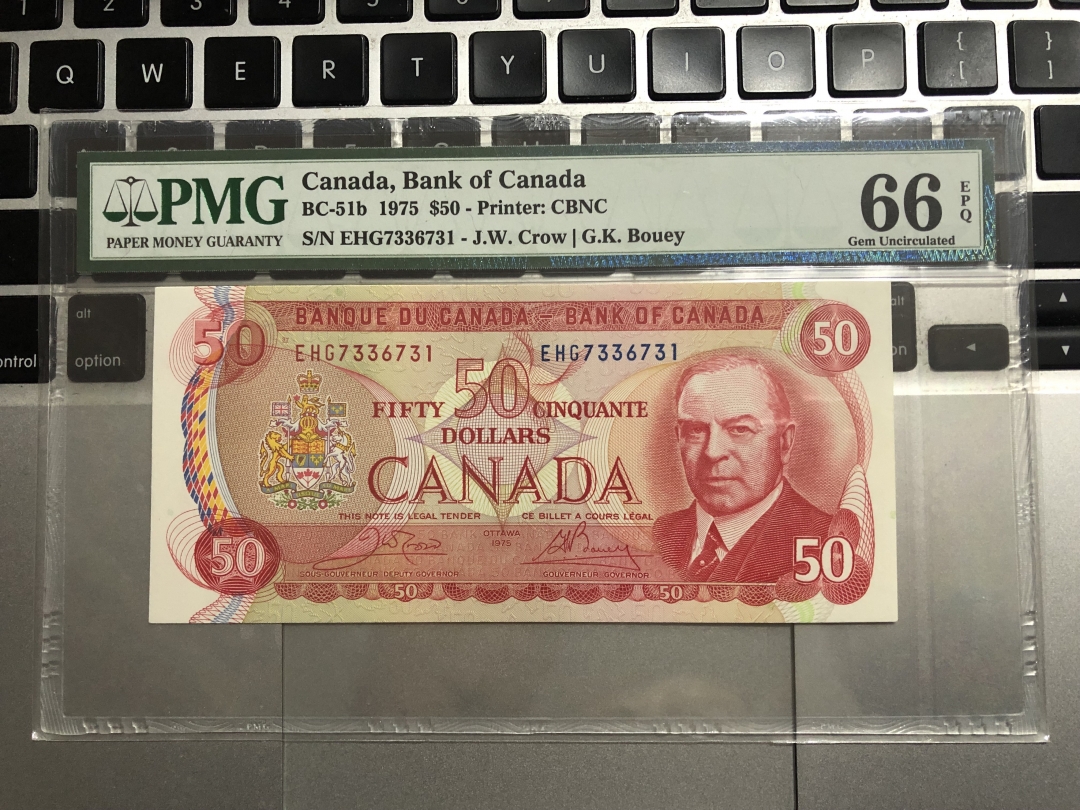 Q W E R T Y U I O P { [ } ]
PMG
PAPER MONEY GUARANTY
Canada, Bank of Canada
BC-51b 1975 $50 - Printer: CBNC
S/N EHG7336731 - J.W. Crow | G.K. Bouey
66
EPQ
Gem Uncirculated
alt
option
alt
control
BANQUE DU CANADA — BANK OF CANADA
50
50
EHG7336731
EHG7336731
50
FIFTY
CINQUANTE
DOLLARS
CANADA
THIS NOTE IS LEGAL TENDER
CE BILLET A COURS LÉGAL
OTTAWA
1975
SOUS-GOUVERNEUR DEPUTY GOVERNOR
GOUVERNEUR GOVERNOR
50
50
50
50
PMG